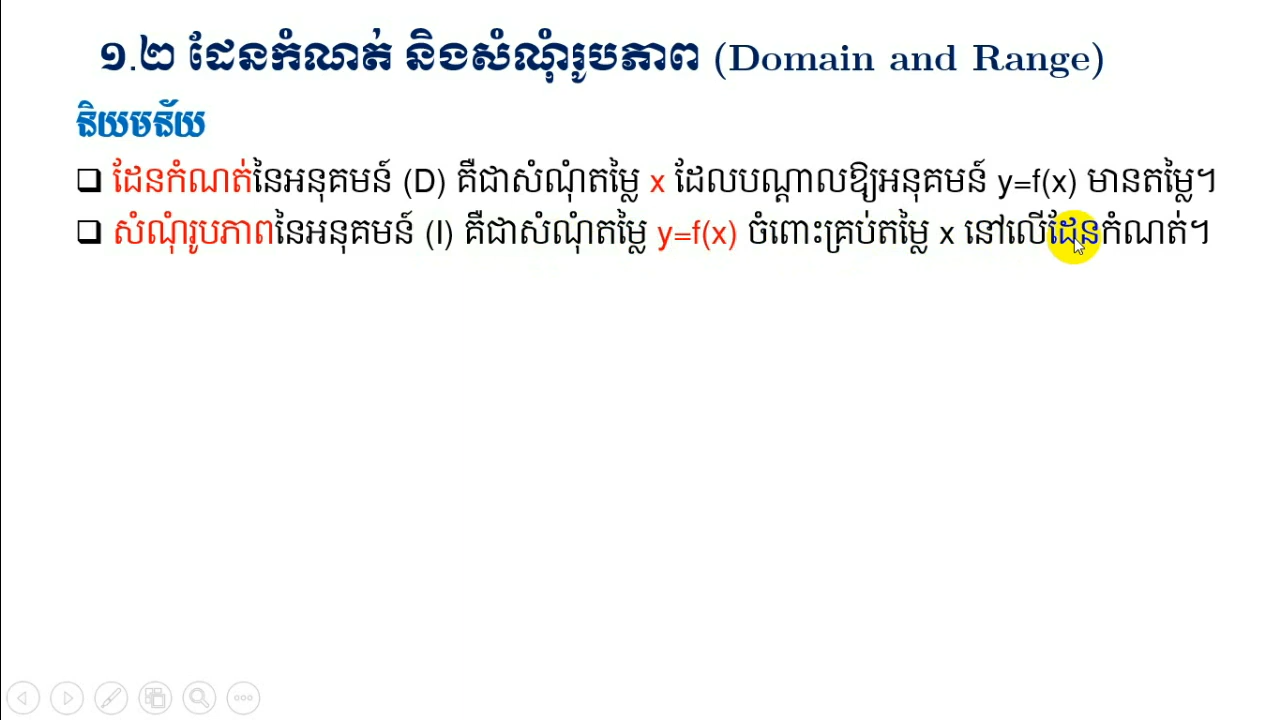 ១.២ ដែនកំណត់ និងសំណុំរូបភាព (Domain and Range)
និយមន័យ
❑ ដែនកំណត់នៃអនុគមន៍ (D) គឺជាសំណុំតម្លៃ x ដែលបណ្តាលឱ្យអនុគមន៍ y=f(x) មានតម្លៃ។
❑ សំណុំរូបភាពនៃអនុគមន៍ (I) គឺជាសំណុំតម្លៃ y=f(x) ចំពោះគ្រប់តម្លៃ x នៅលើដែនកំណត់។